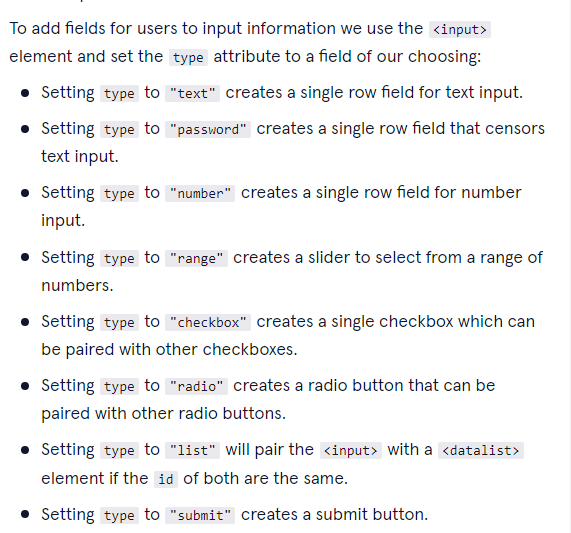 To add fields for users to input information we use the <input>
element and set the type attribute to a field of our choosing:
• Setting type to "text" creates a single row field for text input.
• Setting type to "password" creates a single row field that censors
text input.
• Setting type to "number" creates a single row field for number
input.
• Setting type to "range" creates a slider to select from a range of
numbers.
• Setting type to "checkbox" creates a single checkbox which can
be paired with other checkboxes.
• Setting type to "radio" creates a radio button that can be
paired with other radio buttons.
• Setting type to "list" will pair the <input> with a <datalist>
element if the id of both are the same.
• Setting type to "submit" creates a submit button.